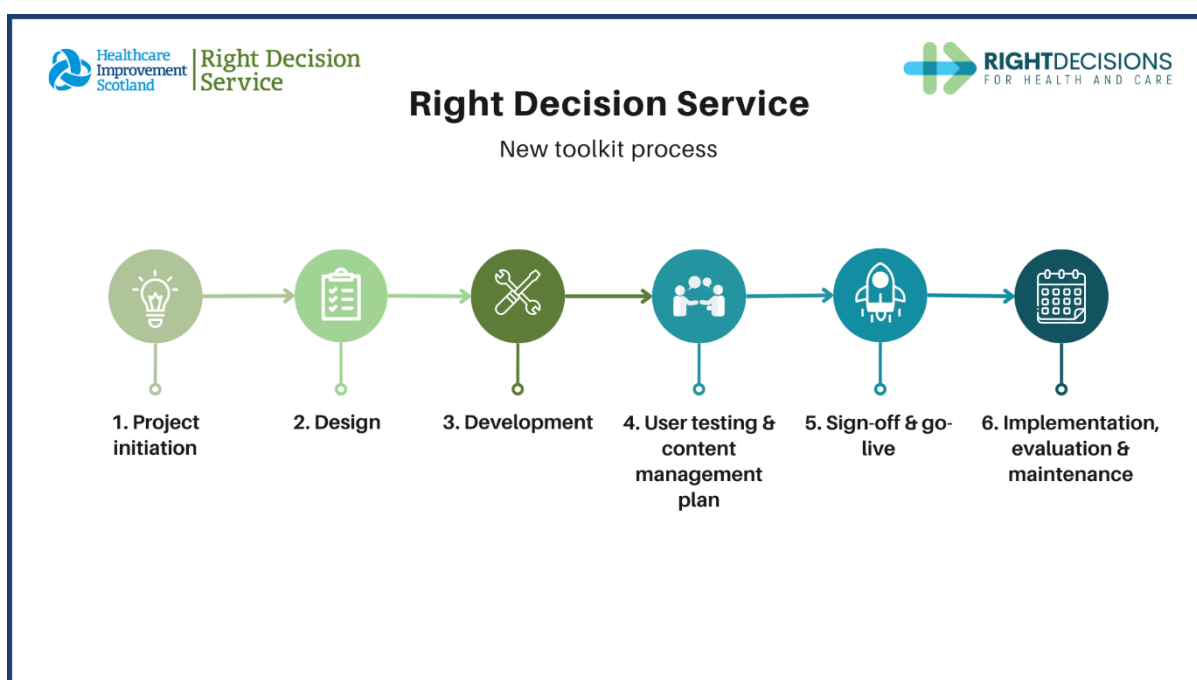 Healthcare
Improvement
Scotland
Right Decision
Service
RIGHTDECISIONS
FOR HEALTH AND CARE
Right Decision Service
New toolkit process
1. Project
initiation
2. Design
3. Development
4. User testing &
content
management
plan
5. Sign-off & go-
live
6. Implementation,
evaluation &
maintenance